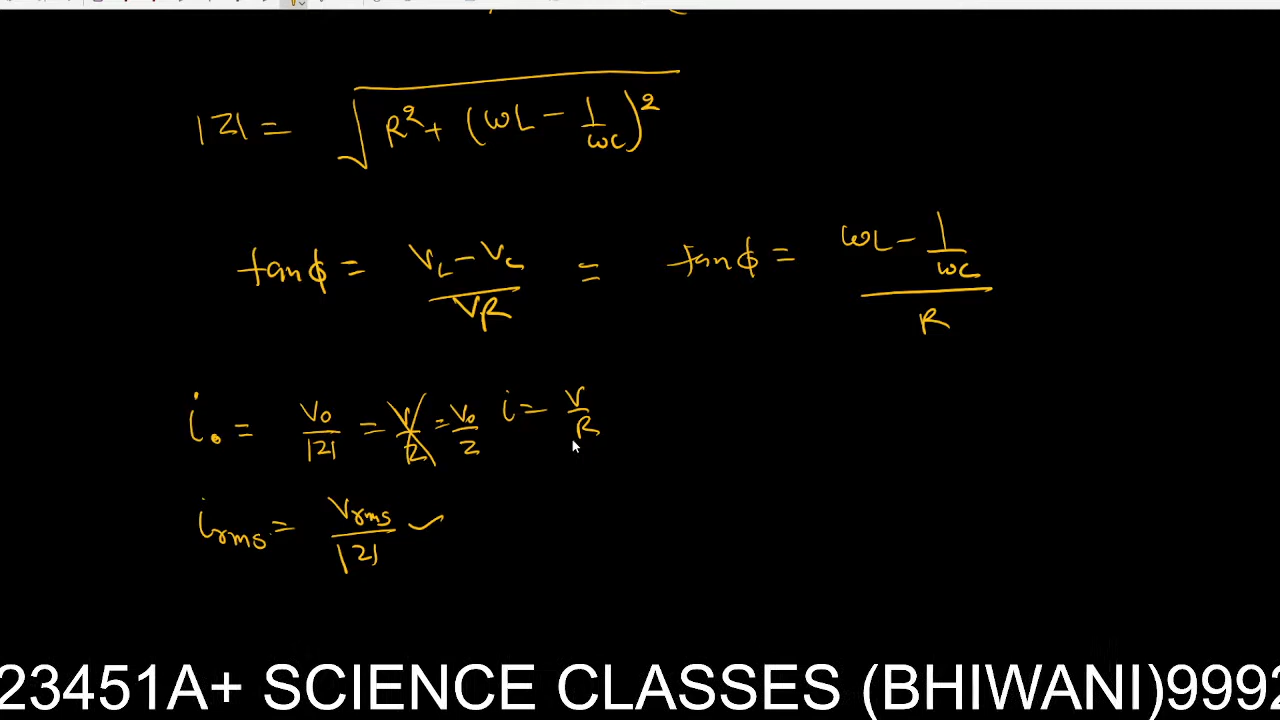 |Z| = √(R² + (ωL − 1/ωC)²)
tanϕ = (V_L − V_C)/VR = tanϕ = (ωL − 1/ωC)/R
i₀ = V₀/|Z| = V/Z = V₀/Z i = V/R
i_rms = V_rms/|Z| ✓
23451A+ SCIENCE CLASSES (BHIWANI)9992